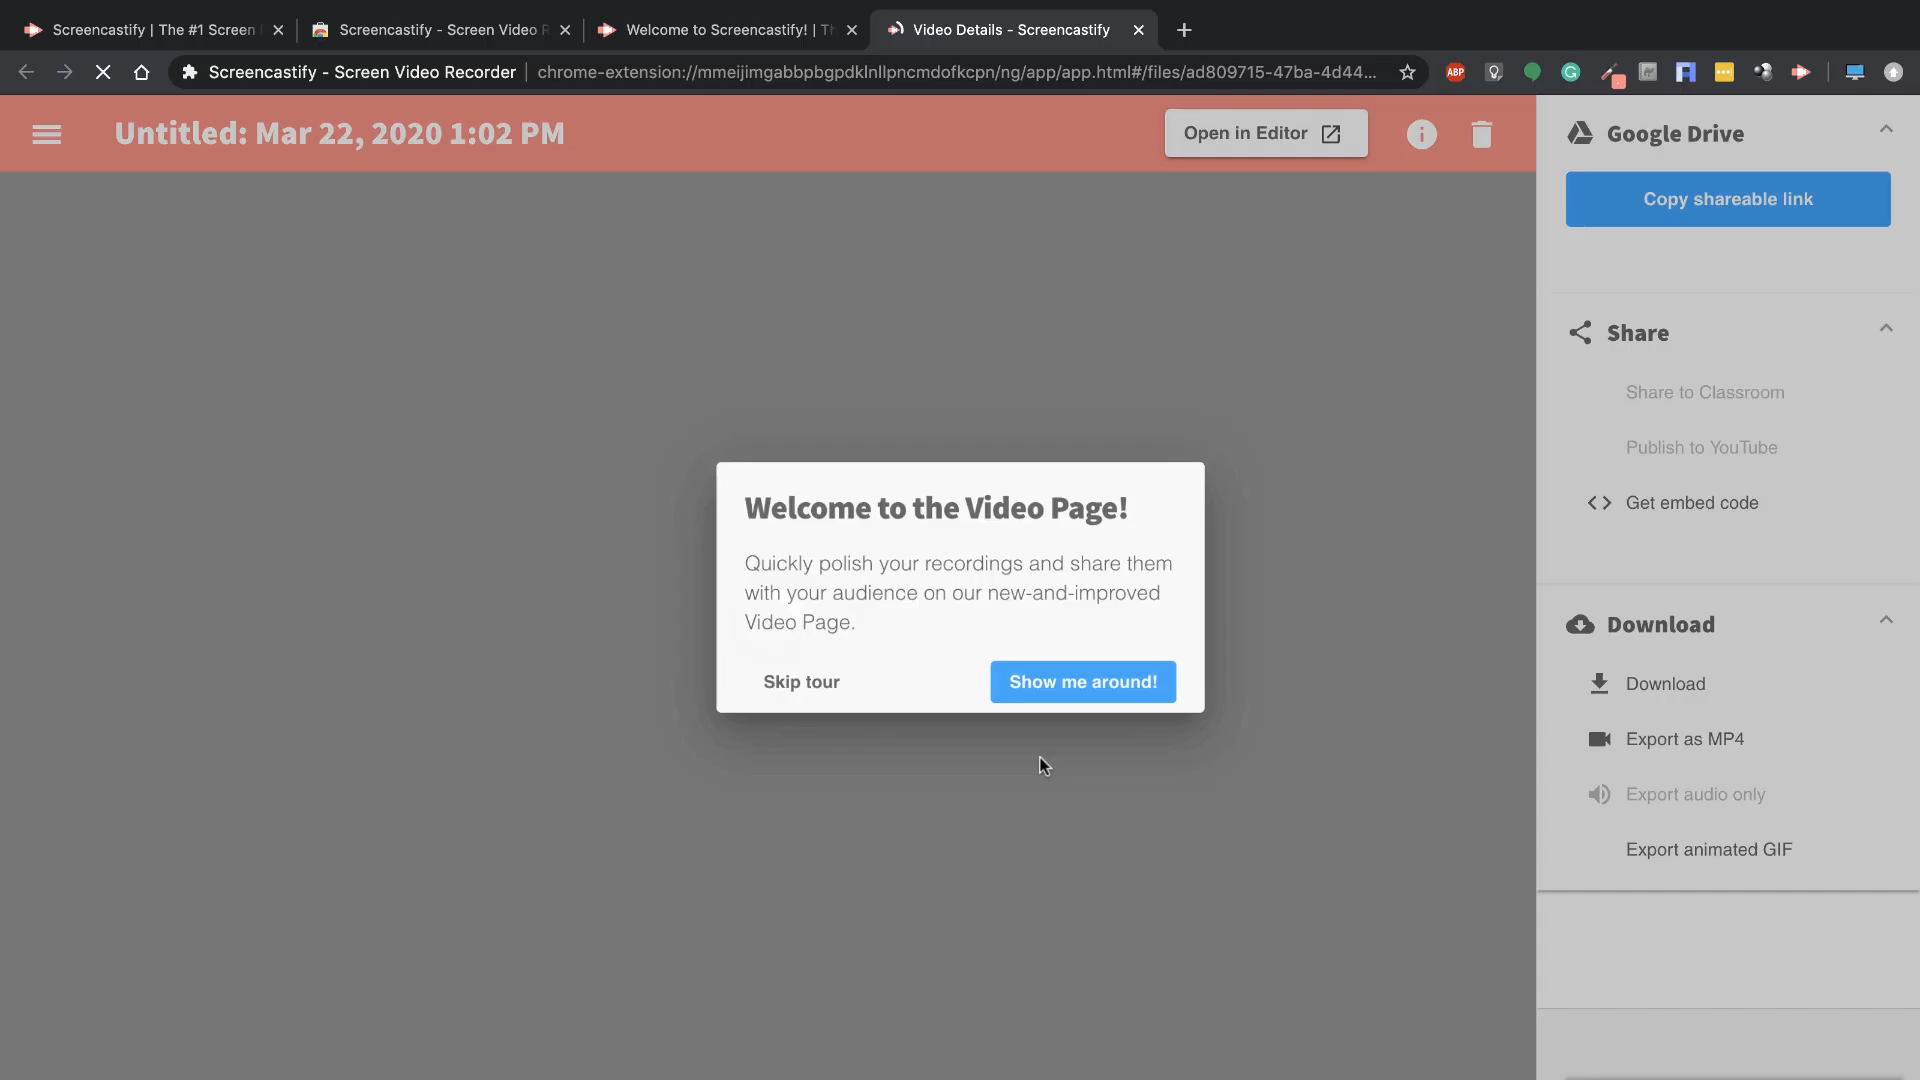 Screencastify | The #1 Screen
Screencastify - Screen Video R
Welcome to Screencastify! | Th
Video Details - Screencastify
Screencastify - Screen Video Recorder
chrome-extension://mmeijimgabbpbgpdklnllpncmdofkcpn/ng/app/app.html#/files/ad809715-47ba-4d44...
ABP
Untitled: Mar 22, 2020 1:02 PM
Open in Editor
Google Drive
Copy shareable link
Share
Share to Classroom
Publish to YouTube
Get embed code
Welcome to the Video Page!
Quickly polish your recordings and share them
with your audience on our new-and-improved
Video Page.
Skip tour
Show me around!
Download
Download
Export as MP4
Export audio only
Export animated GIF